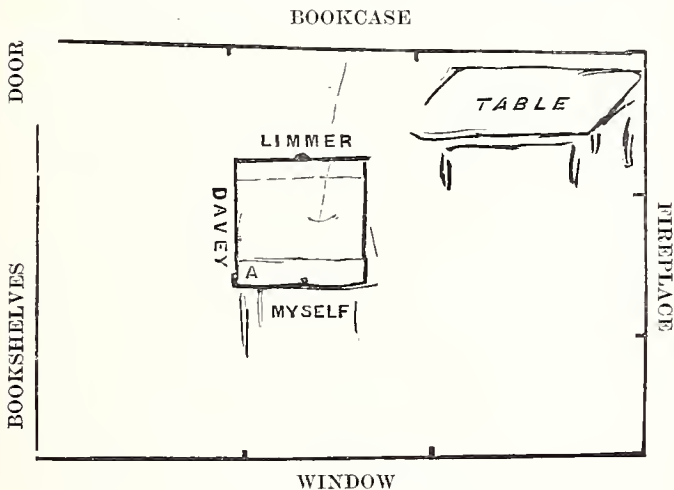 BOOKCASE
DOOR
TABLE
LIMMER
DAVEY
A
MYSELF
BOOKSHELVES
FIREPLACE
WINDOW